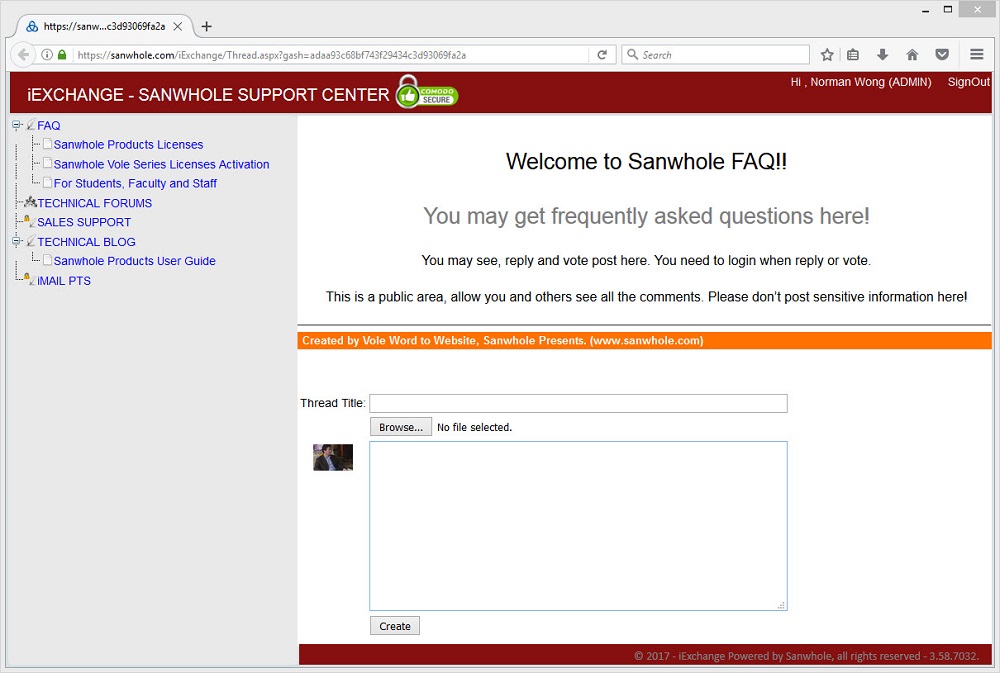 https://sanw...c3d93069fa2a
https://sanwhole.com/iExchange/Thread.aspx?gash=adaa93c68bf743f29434c3d93069fa2a
Search
iEXCHANGE - SANWHOLE SUPPORT CENTER
COMODO
SECURE
Hi , Norman Wong (ADMIN)
SignOut
FAQ
Sanwhole Products Licenses
Sanwhole Vole Series Licenses Activation
For Students, Faculty and Staff
TECHNICAL FORUMS
SALES SUPPORT
TECHNICAL BLOG
Sanwhole Products User Guide
iMAIL PTS
Welcome to Sanwhole FAQ!!
You may get frequently asked questions here!
You may see, reply and vote post here. You need to login when reply or vote.
This is a public area, allow you and others see all the comments. Please don't post sensitive information here!
Created by Vole Word to Website, Sanwhole Presents. (www.sanwhole.com)
Thread Title:
Browse... No file selected.
Create
© 2017 - iExchange Powered by Sanwhole, all rights reserved - 3.58.7032.